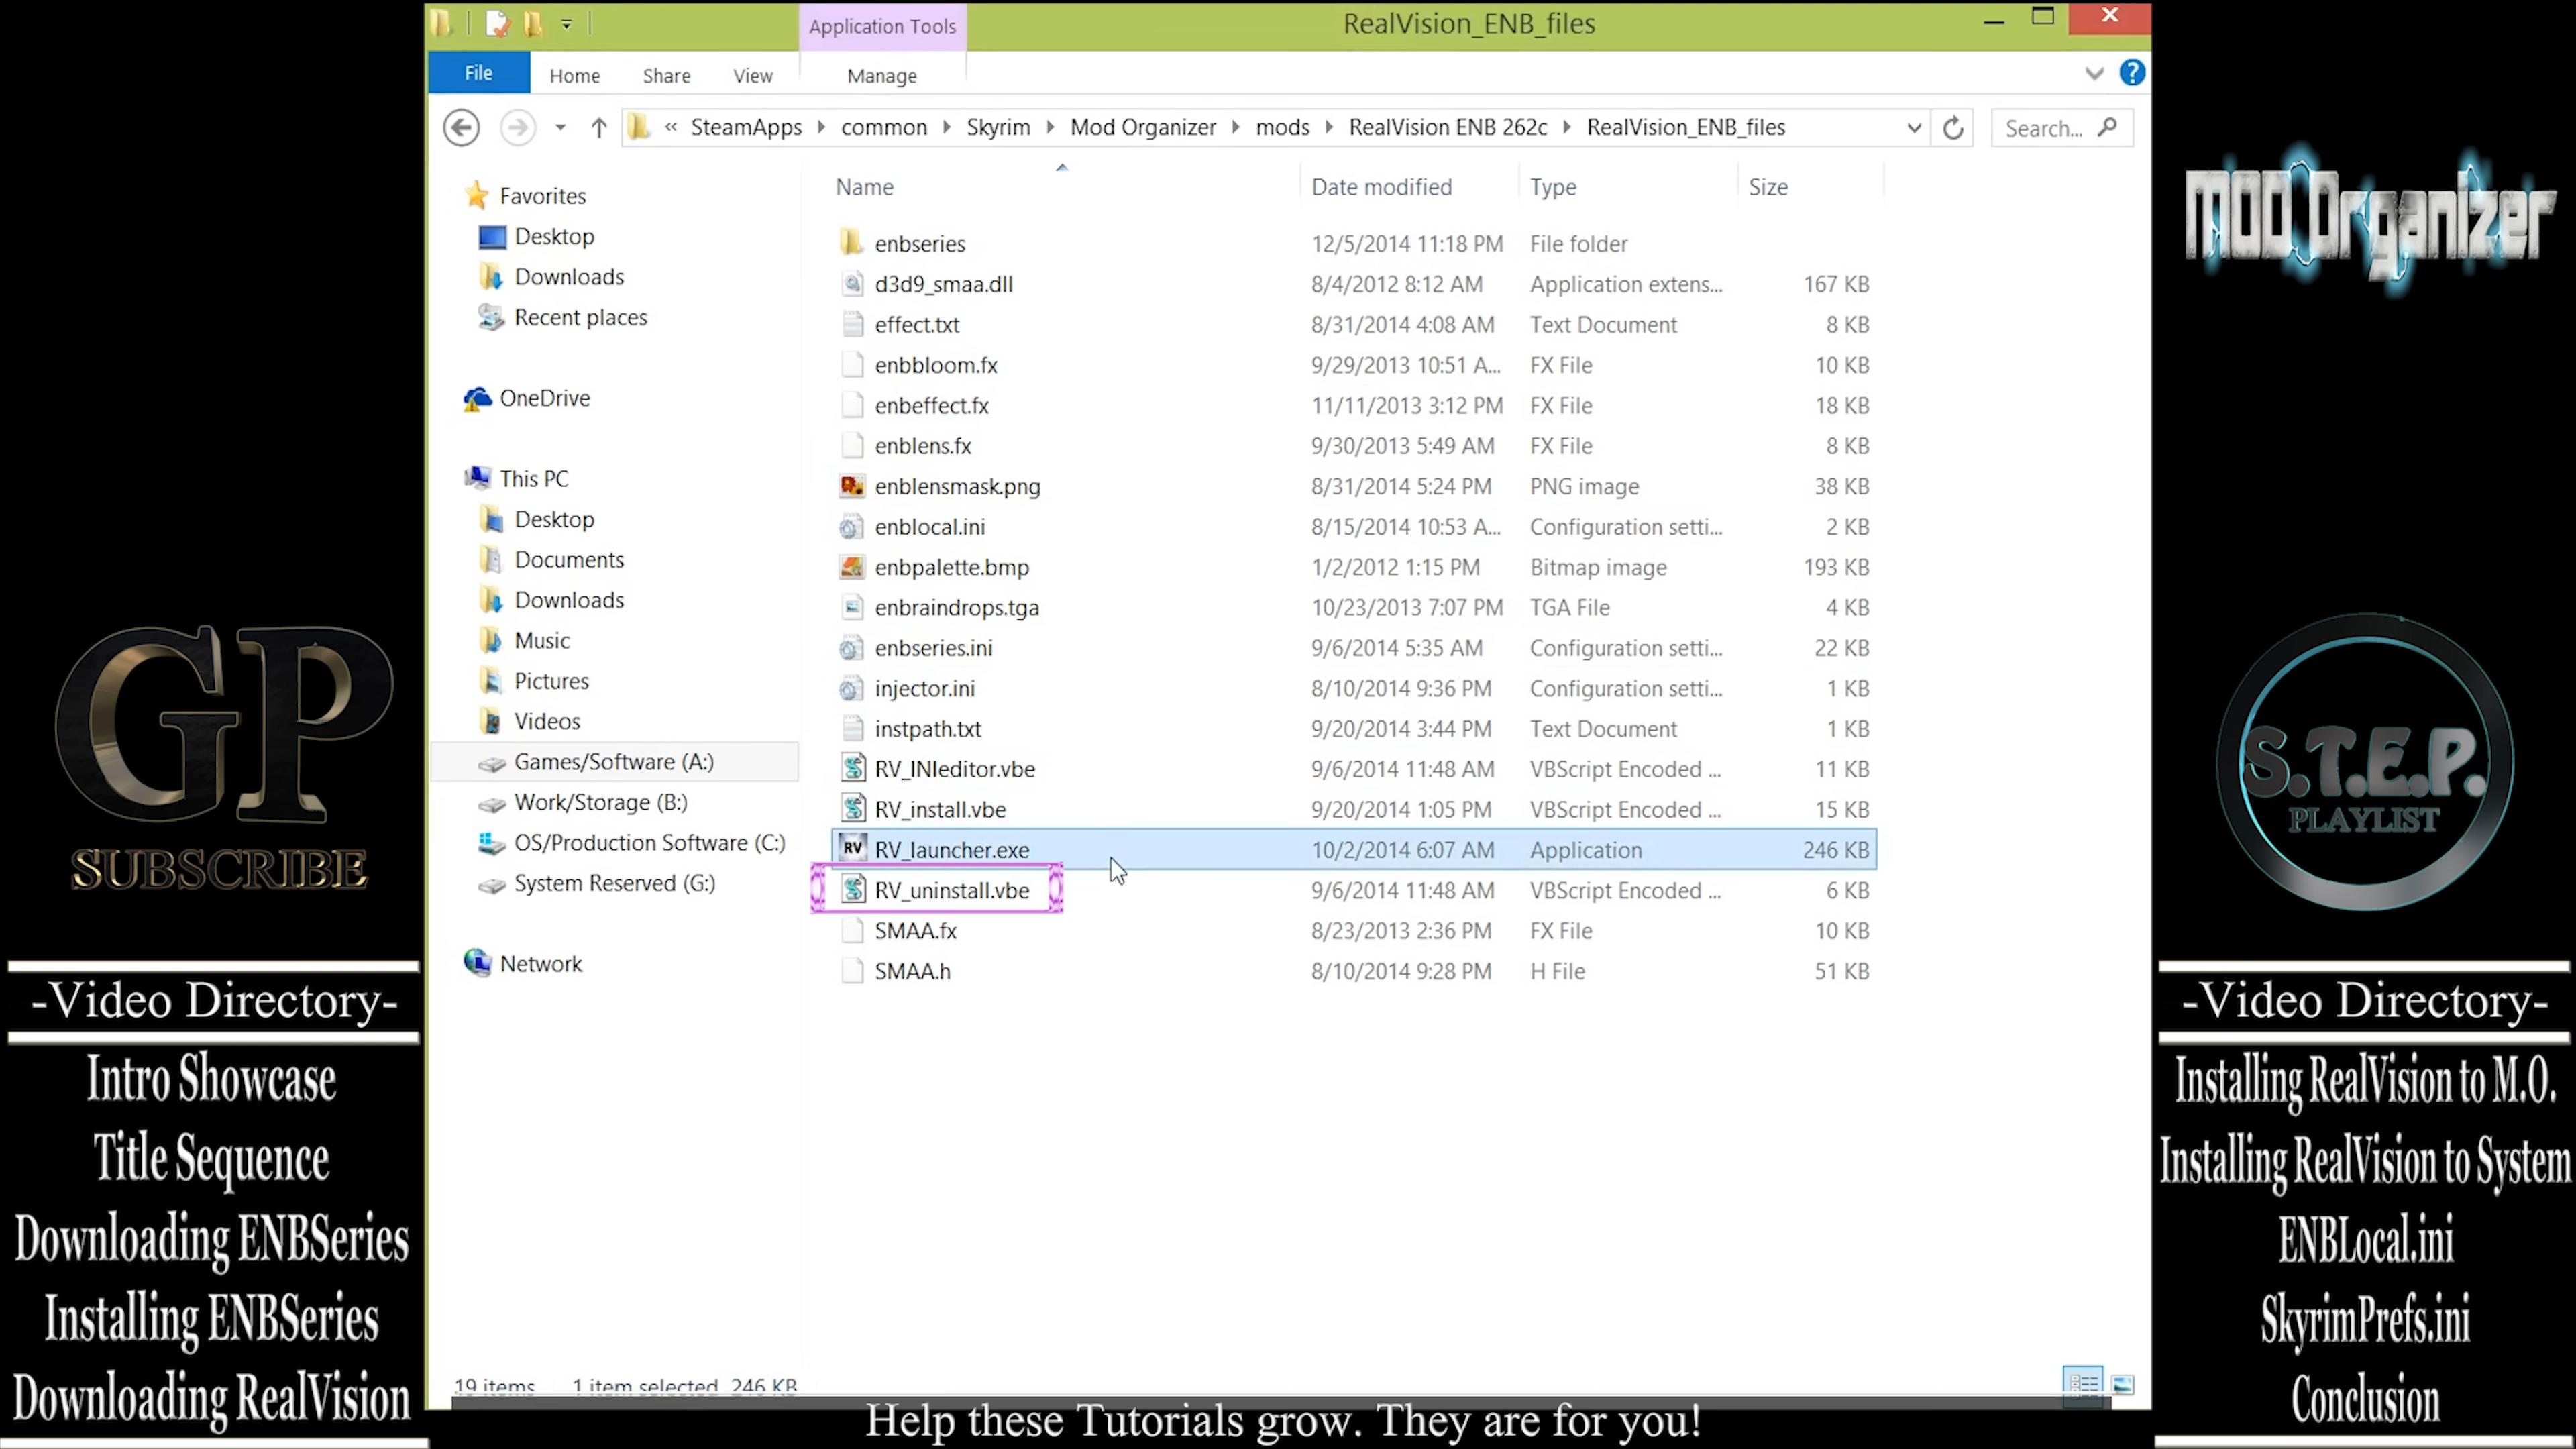 Application Tools
RealVision_ENB_files
File Home Share View Manage
« SteamApps common Skyrim Mod Organizer mods RealVision ENB 262c RealVision_ENB_files
Search...
Favorites
Desktop
Downloads
Recent places
OneDrive
This PC
Desktop
Documents
Downloads
Music
Pictures
Videos
Games/Software (A:)
Work/Storage (B:)
OS/Production Software (C:)
System Reserved (G:)
Network
Name Date modified Type Size
enbseries 12/5/2014 11:18 PM File folder
d3d9_smaa.dll 8/4/2012 8:12 AM Application extens... 167 KB
effect.txt 8/31/2014 4:08 AM Text Document 8 KB
enbbloom.fx 9/29/2013 10:51 A... FX File 10 KB
enbeffect.fx 11/11/2013 3:12 PM FX File 18 KB
enblens.fx 9/30/2013 5:49 AM FX File 8 KB
enblensmask.png 8/31/2014 5:24 PM PNG image 38 KB
enblocal.ini 8/15/2014 10:53 A... Configuration setti... 2 KB
enbpalette.bmp 1/2/2012 1:15 PM Bitmap image 193 KB
enbraindrops.tga 10/23/2013 7:07 PM TGA File 4 KB
enbseries.ini 9/6/2014 5:35 AM Configuration setti... 22 KB
injector.ini 8/10/2014 9:36 PM Configuration setti... 1 KB
instpath.txt 9/20/2014 3:44 PM Text Document 1 KB
RV_INIeditor.vbe 9/6/2014 11:48 AM VBScript Encoded ... 11 KB
RV_install.vbe 9/20/2014 1:05 PM VBScript Encoded ... 15 KB
RV RV_launcher.exe 10/2/2014 6:07 AM Application 246 KB
RV_uninstall.vbe 9/6/2014 11:48 AM VBScript Encoded ... 6 KB
SMAA.fx 8/23/2013 2:36 PM FX File 10 KB
SMAA.h 8/10/2014 9:28 PM H File 51 KB
19 items 1 item selected 246 KB
GP
SUBSCRIBE
-Video Directory-
Intro Showcase
Title Sequence
Downloading ENBSeries
Installing ENBSeries
Downloading RealVision
MOD Organizer
S.T.E.P.
PLAYLIST
-Video Directory-
Installing RealVision to M.O.
Installing RealVision to System
ENBLocal.ini
SkyrimPrefs.ini
Conclusion
Help these Tutorials grow. They are for you!